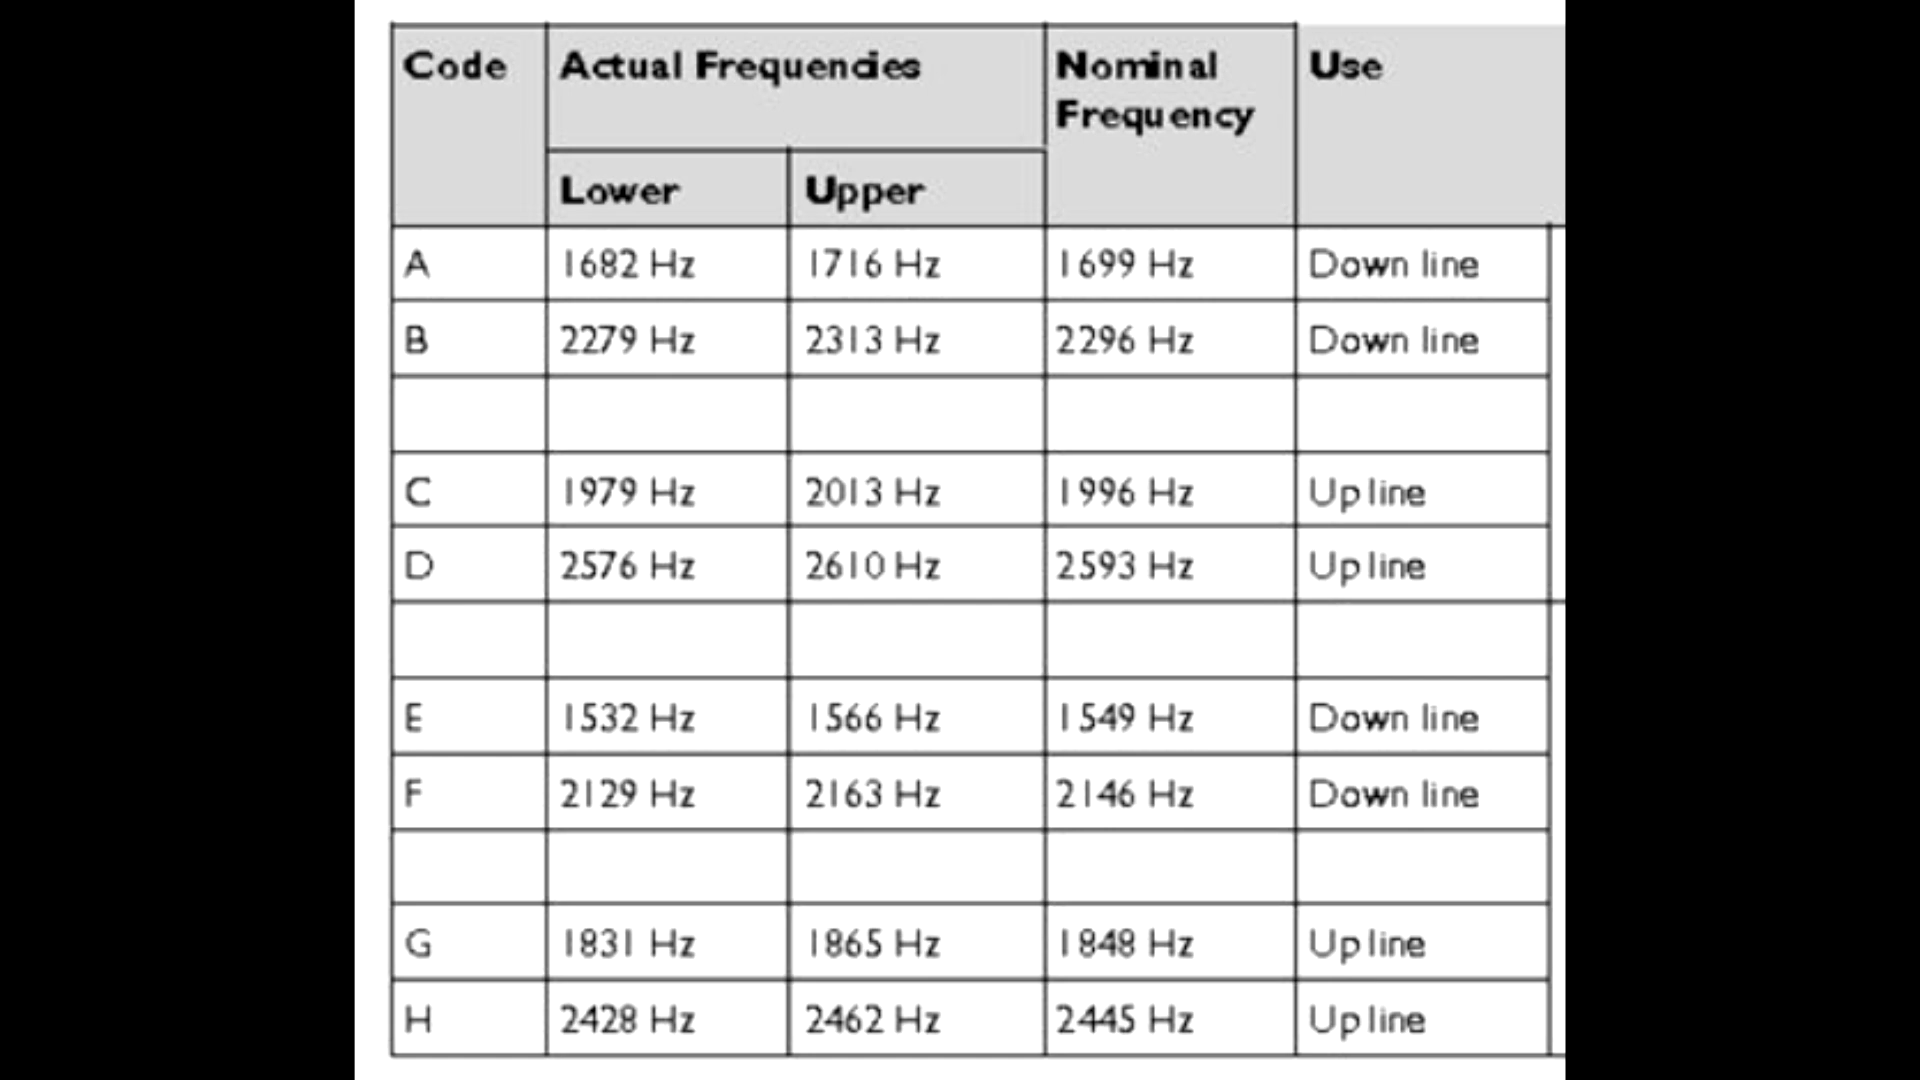 Code Actual Frequencies Nominal Frequency Use
Lower Upper
A 1682 Hz 1716 Hz 1699 Hz Down line
B 2279 Hz 2313 Hz 2296 Hz Down line
C 1979 Hz 2013 Hz 1996 Hz Up line
D 2576 Hz 2610 Hz 2593 Hz Up line
E 1532 Hz 1566 Hz 1549 Hz Down line
F 2129 Hz 2163 Hz 2146 Hz Down line
G 1831 Hz 1865 Hz 1848 Hz Up line
H 2428 Hz 2462 Hz 2445 Hz Up line